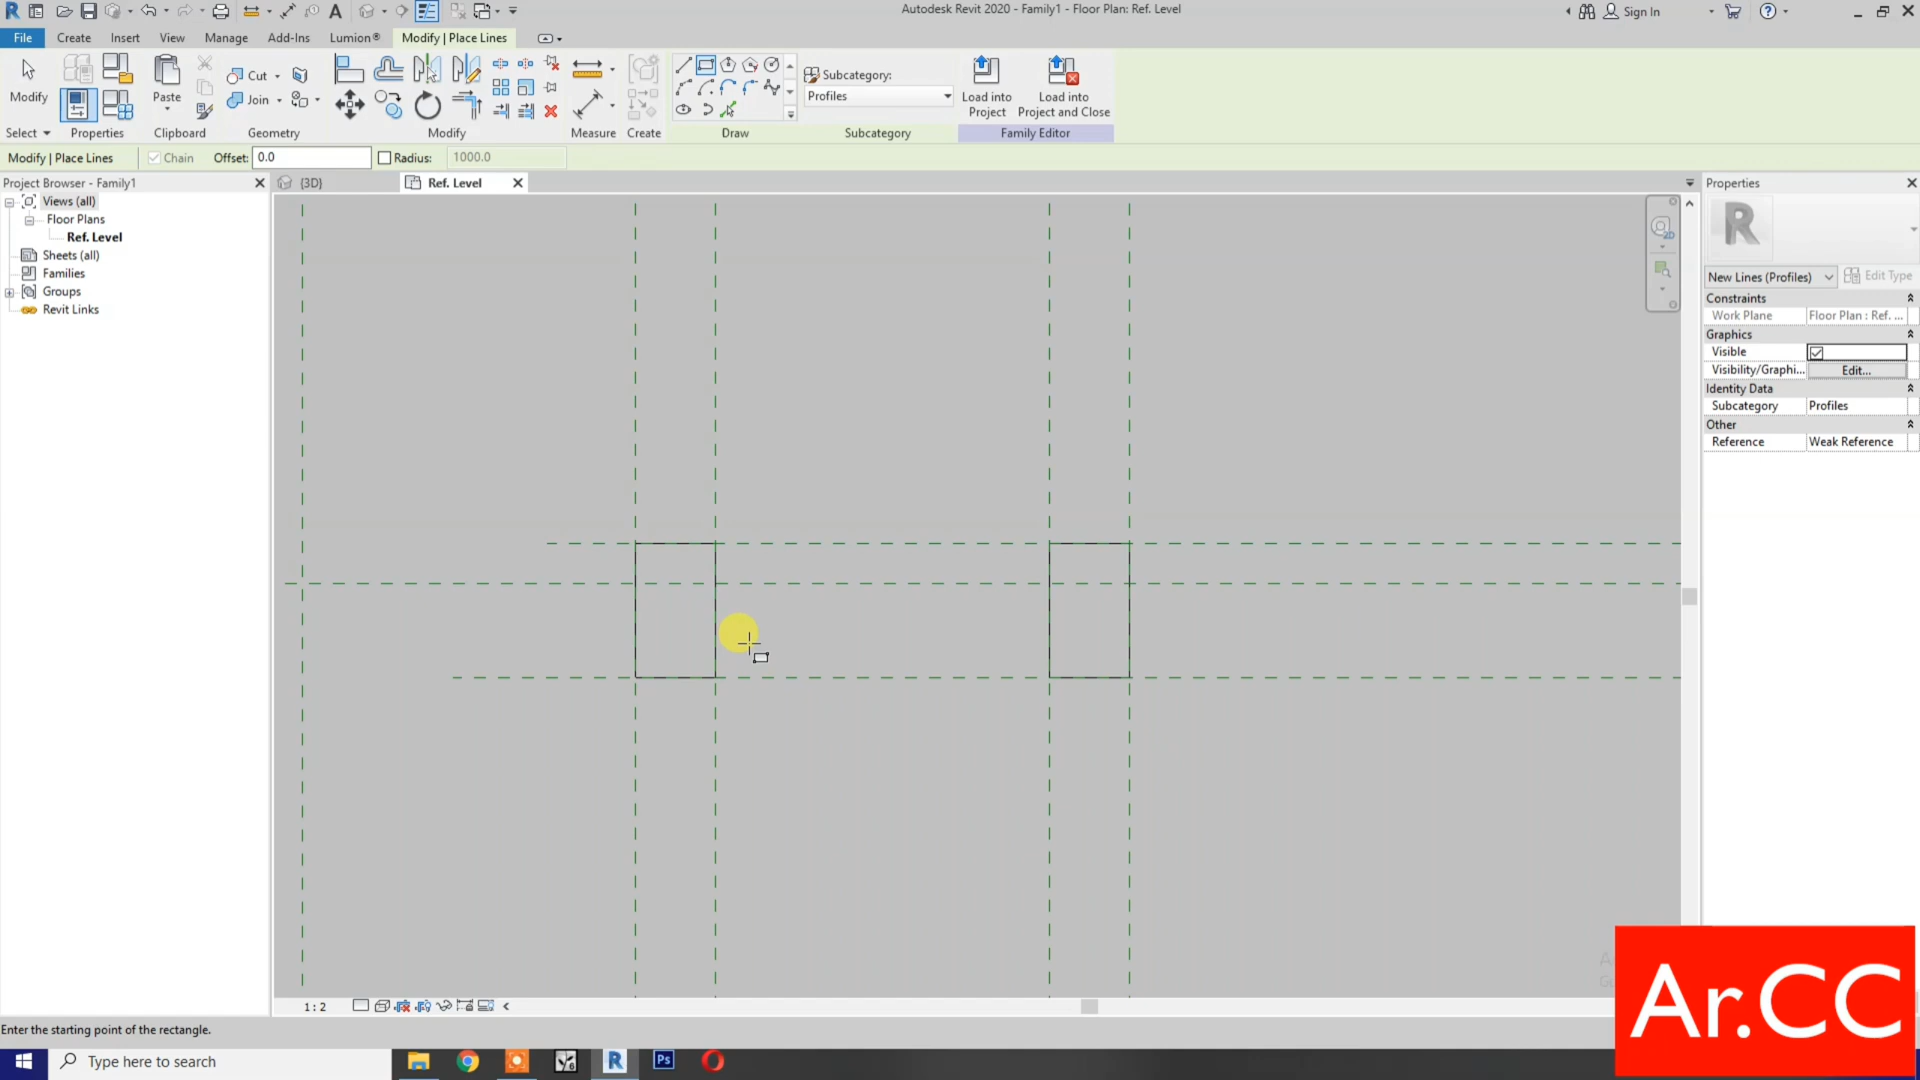 Autodesk Revit 2020 - Family1 - Floor Plan: Ref. Level
Sign In
File Create Insert View Manage Add-Ins Lumion® Modify | Place Lines
Modify Paste Cut Join
Subcategory:
Profiles
Load into Project
Load into Project and Close
Select Properties Clipboard Geometry Modify Measure Create Draw Subcategory Family Editor
Modify | Place Lines Chain Offset: 0.0 Radius: 1000.0
Project Browser - Family1
{3D} Ref. Level
Views (all)
Floor Plans
Ref. Level
Sheets (all)
Families
Groups
Revit Links
Properties
New Lines (Profiles) Edit Type
Constraints
Work Plane Floor Plan : Ref. ...
Graphics
Visible
Visibility/Graphi... Edit...
Identity Data
Subcategory Profiles
Other
Reference Weak Reference
1 : 2
Enter the starting point of the rectangle.
Type here to search
Ar.CC